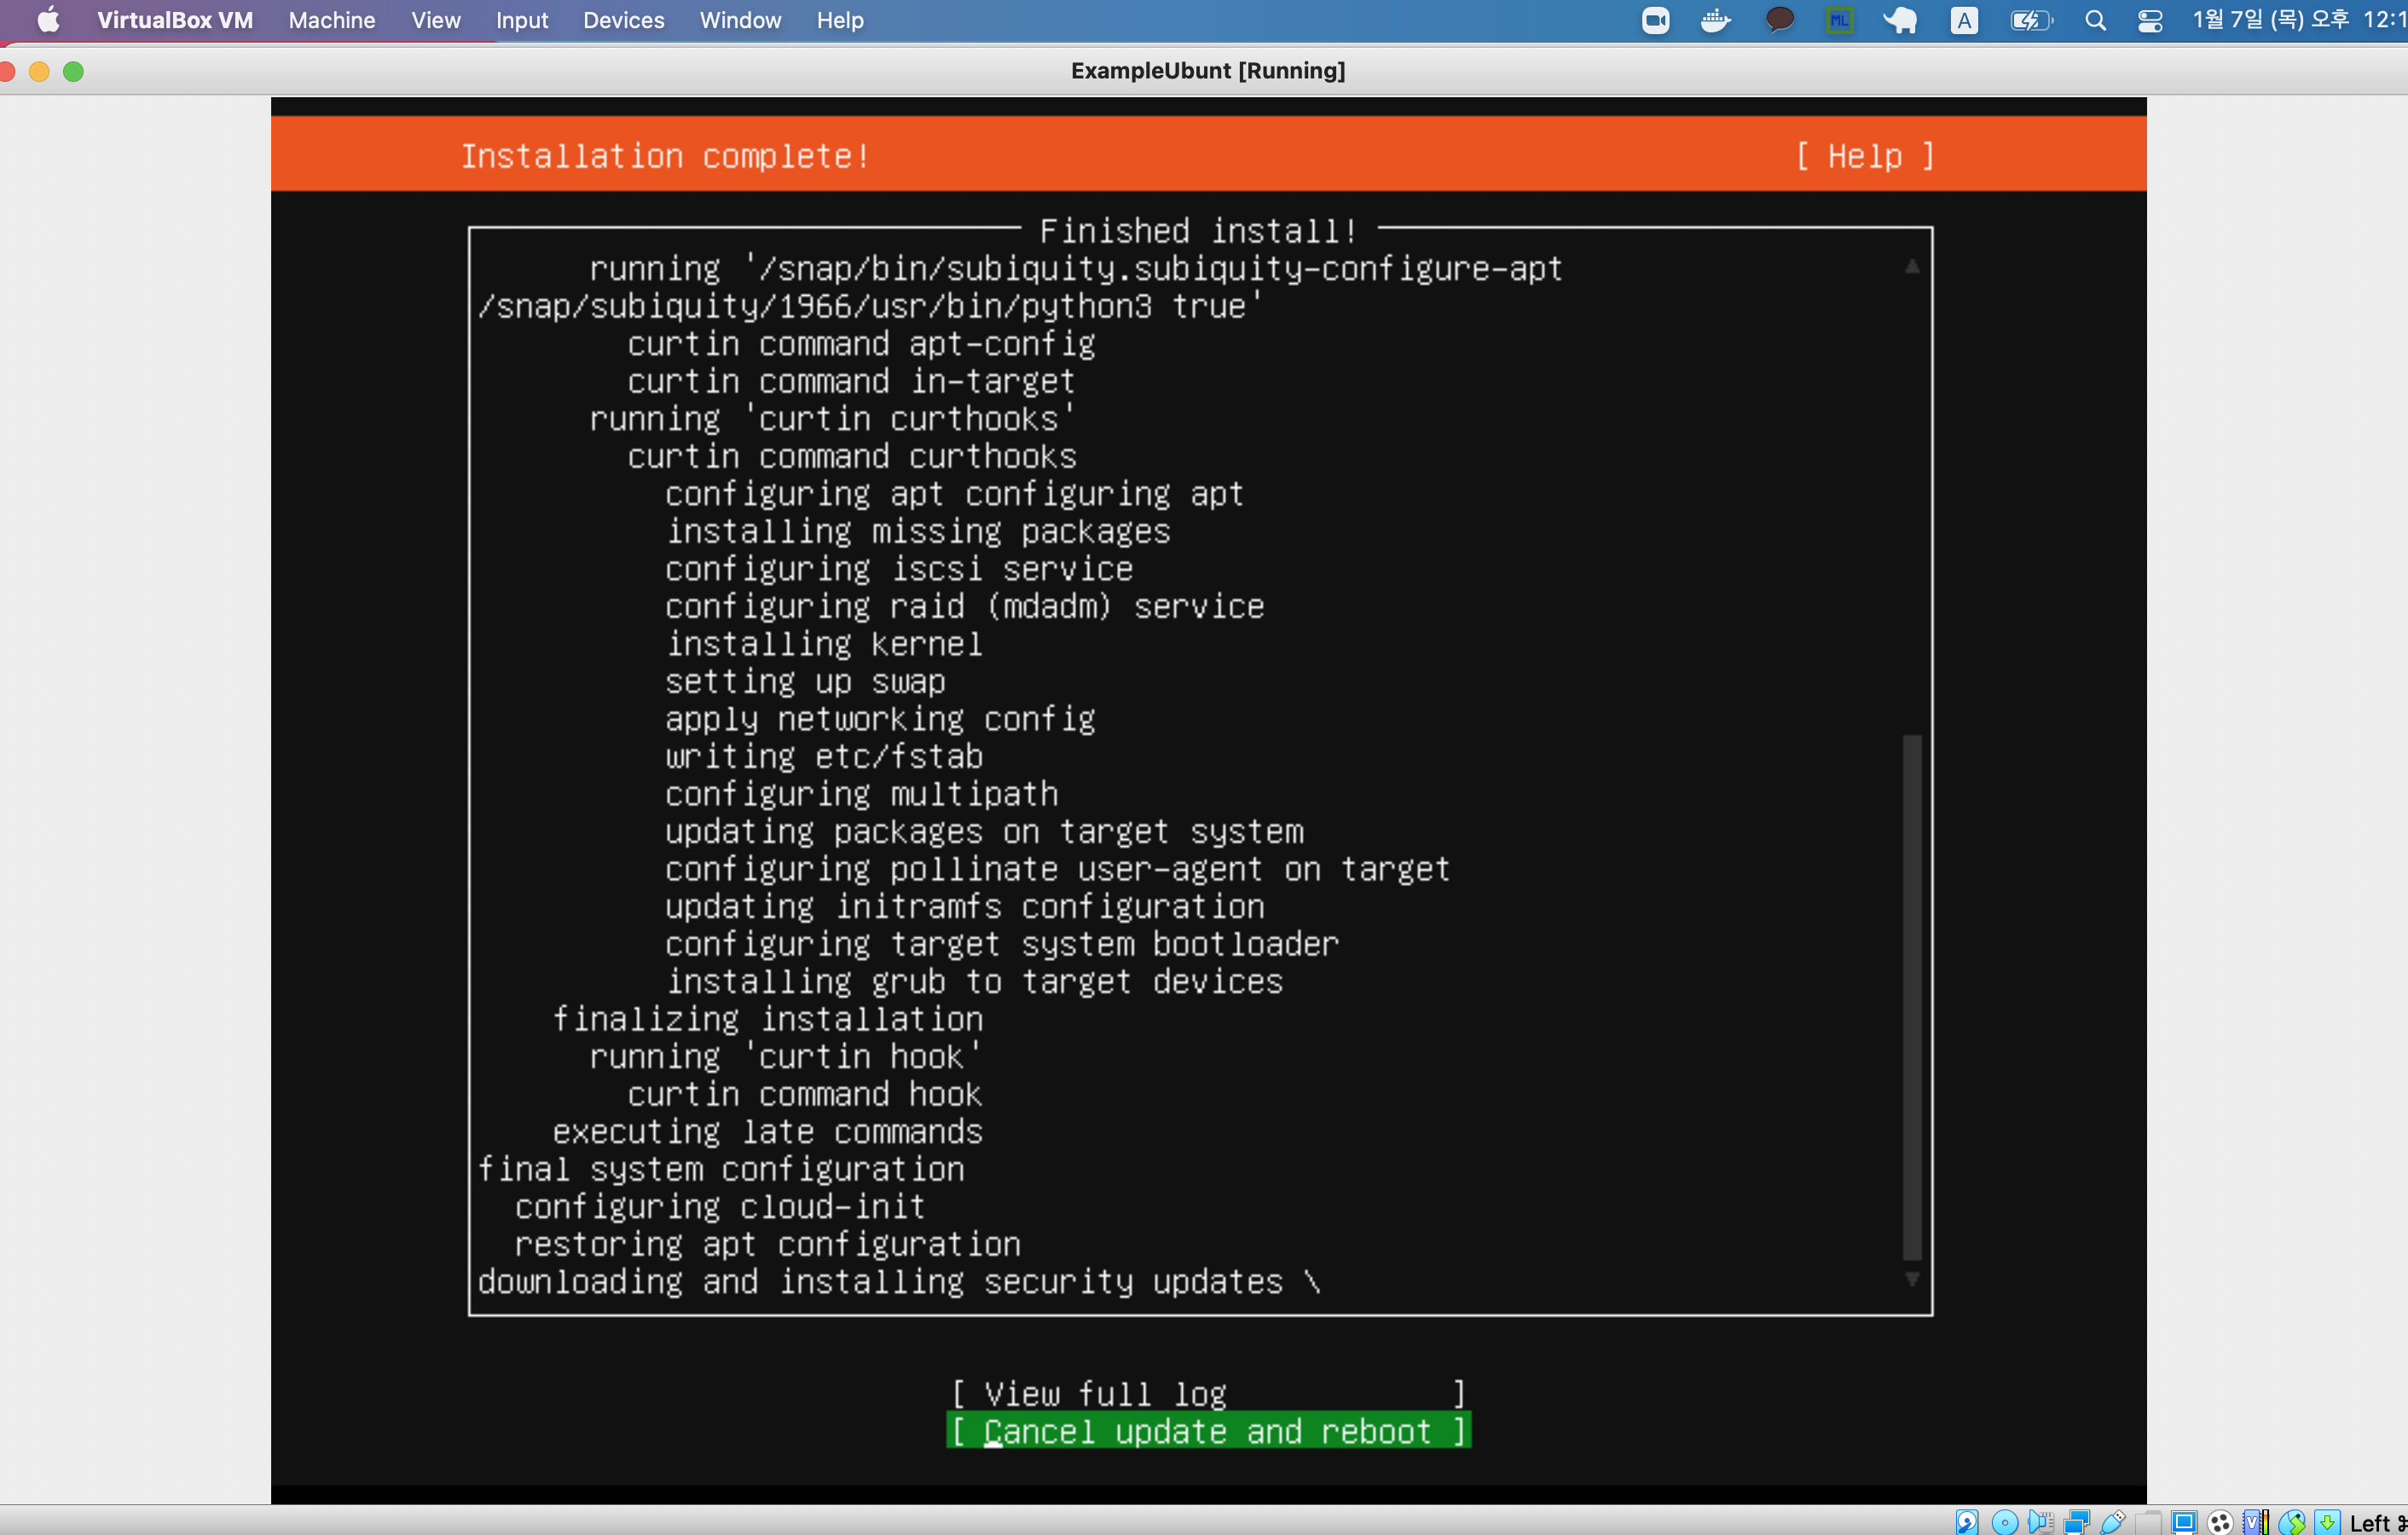 VirtualBox VM Machine View Input Devices Window Help ML A 1월 7일 (목) 오후 12:1
ExampleUbunt [Running]
Installation complete! [ Help ]
Finished install!
running '/snap/bin/subiquity.subiquity-configure-apt
/snap/subiquity/1966/usr/bin/python3 true'
curtin command apt-config
curtin command in-target
running 'curtin curthooks'
curtin command curthooks
configuring apt configuring apt
installing missing packages
configuring iscsi service
configuring raid (mdadm) service
installing kernel
setting up swap
apply networking config
writing etc/fstab
configuring multipath
updating packages on target system
configuring pollinate user-agent on target
updating initramfs configuration
configuring target system bootloader
installing grub to target devices
finalizing installation
running 'curtin hook'
curtin command hook
executing late commands
final system configuration
configuring cloud-init
restoring apt configuration
downloading and installing security updates \
[ View full log ]
[ Cancel update and reboot ]
Left ⌘